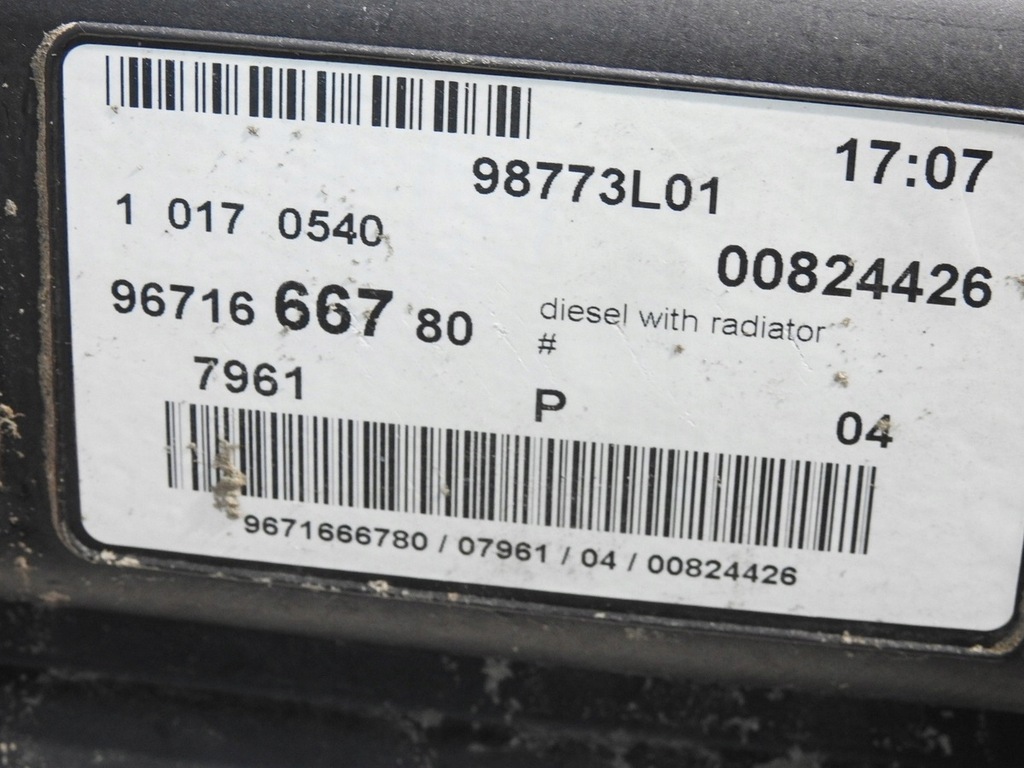 98773L01 17:07
1 017 0540
00824426
96716 667 80 diesel with radiator
#
7961 P 04
9671666780 / 07961 / 04 / 00824426